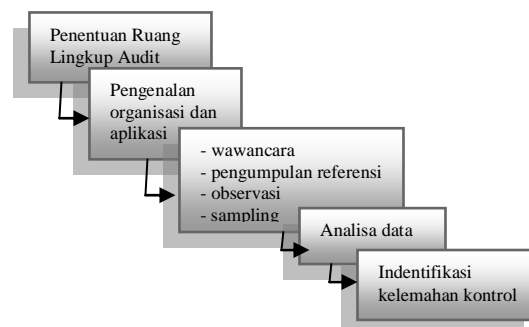 Penentuan Ruang
Lingkup Audit
Pengenalan
organisasi dan
aplikasi
- wawancara
- pengumpulan referensi
- observasi
- sampling
Analisa data
Indentifikasi
kelemahan kontrol